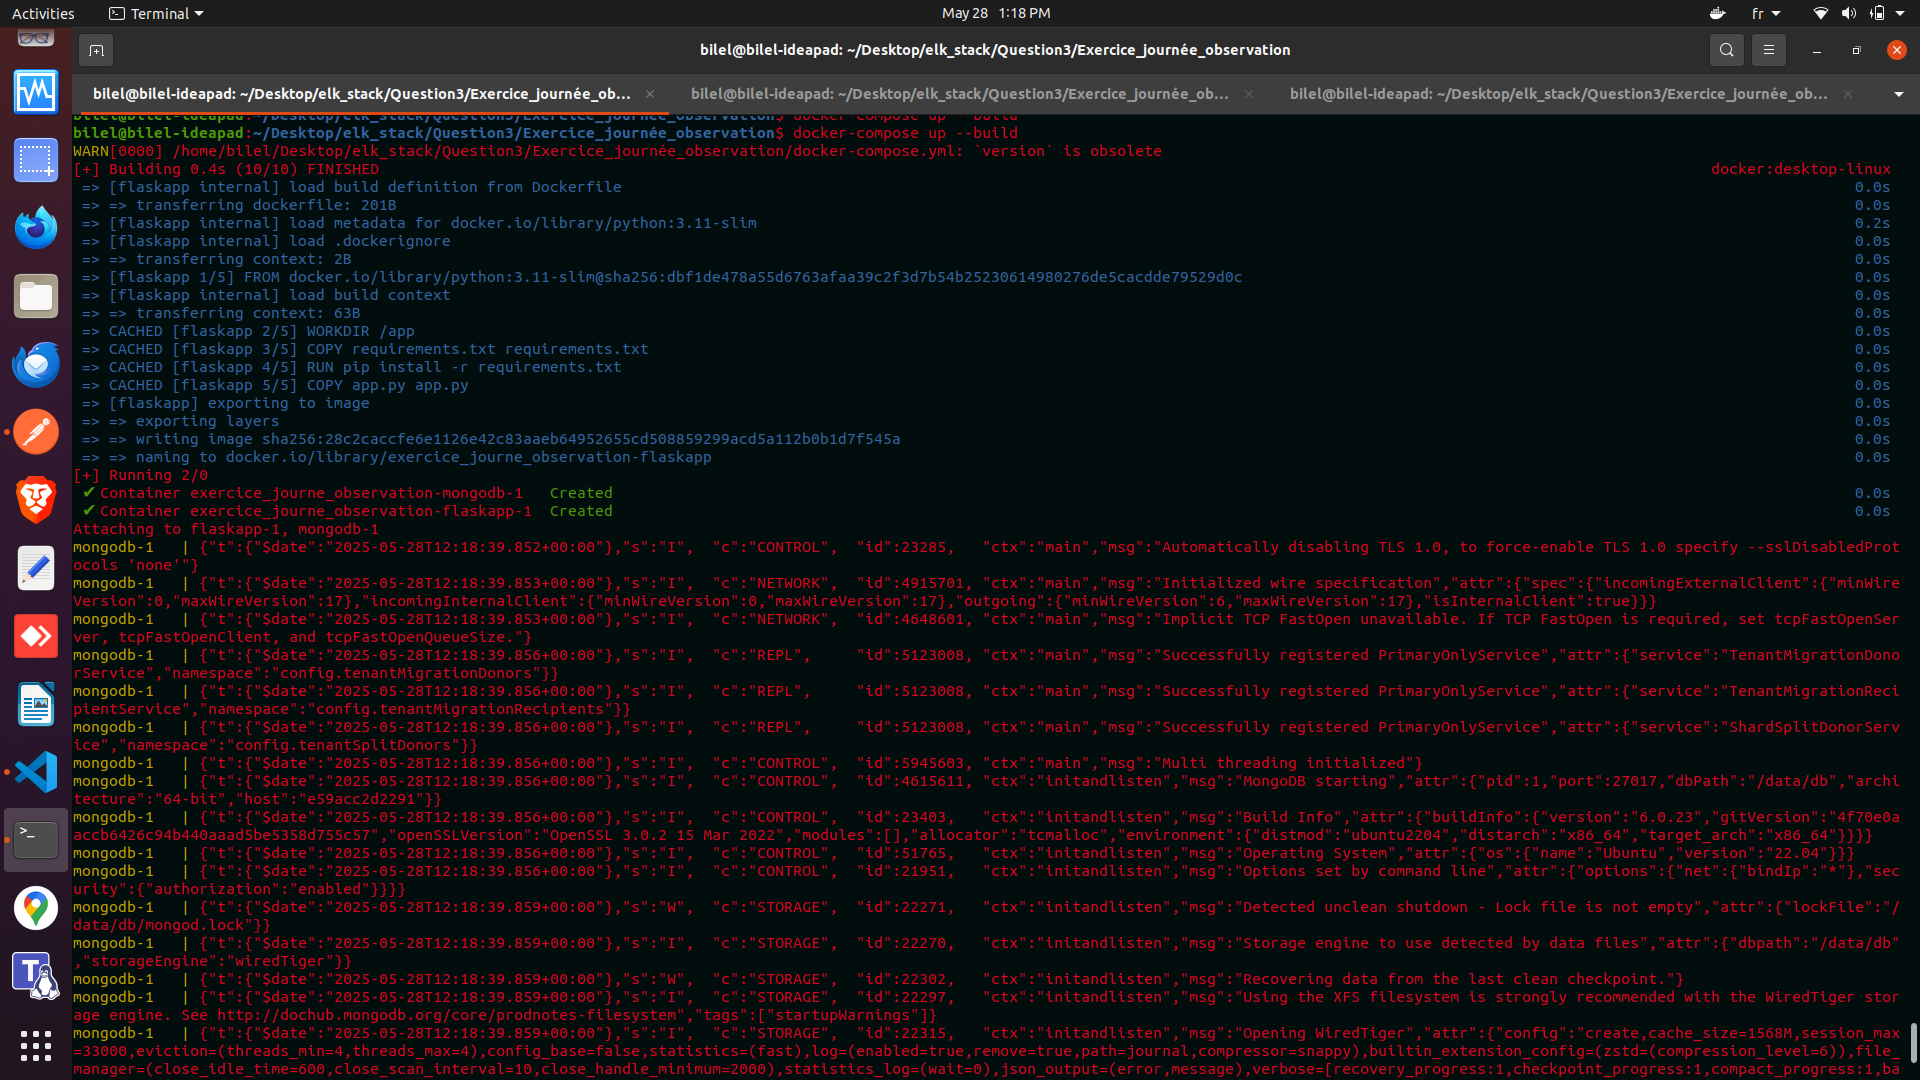 Activities
Terminal
May 28 1:18 PM
fr
bilel@bilel-ideapad: ~/Desktop/elk_stack/Question3/Exercice_journée_observation
bilel@bilel-ideapad: ~/Desktop/elk_stack/Question3/Exercice_journée_ob... × bilel@bilel-ideapad: ~/Desktop/elk_stack/Question3/Exercice_journée_ob... × bilel@bilel-ideapad: ~/Desktop/elk_stack/Question3/Exercice_journée_ob... ×
bilel@bilel-ideapad:~/Desktop/elk_stack/Question3/Exercice_journée_observation$ docker-compose up --build
bilel@bilel-ideapad:~/Desktop/elk_stack/Question3/Exercice_journée_observation$ docker-compose up --build
WARN[0000] /home/bilel/Desktop/elk_stack/Question3/Exercice_journée_observation/docker-compose.yml: `version` is obsolete
[+] Building 0.4s (10/10) FINISHED docker:desktop-linux
=> [flaskapp internal] load build definition from Dockerfile 0.0s
=> => transferring dockerfile: 201B 0.0s
=> [flaskapp internal] load metadata for docker.io/library/python:3.11-slim 0.2s
=> [flaskapp internal] load .dockerignore 0.0s
=> => transferring context: 2B 0.0s
=> [flaskapp 1/5] FROM docker.io/library/python:3.11-slim@sha256:dbf1de478a55d6763afaa39c2f3d7b54b25230614980276de5cacdde79529d0c 0.0s
=> [flaskapp internal] load build context 0.0s
=> => transferring context: 63B 0.0s
=> CACHED [flaskapp 2/5] WORKDIR /app 0.0s
=> CACHED [flaskapp 3/5] COPY requirements.txt requirements.txt 0.0s
=> CACHED [flaskapp 4/5] RUN pip install -r requirements.txt 0.0s
=> CACHED [flaskapp 5/5] COPY app.py app.py 0.0s
=> [flaskapp] exporting to image 0.0s
=> => exporting layers 0.0s
=> => writing image sha256:28c2caccfe6e1126e42c83aaeb64952655cd508859299acd5a112b0b1d7f545a 0.0s
=> => naming to docker.io/library/exercice_journe_observation-flaskapp 0.0s
[+] Running 2/0
✔ Container exercice_journe_observation-mongodb-1 Created 0.0s
✔ Container exercice_journe_observation-flaskapp-1 Created 0.0s
Attaching to flaskapp-1, mongodb-1
mongodb-1 | {"t":{"$date":"2025-05-28T12:18:39.852+00:00"},"s":"I", "c":"CONTROL", "id":23285, "ctx":"main","msg":"Automatically disabling TLS 1.0, to force-enable TLS 1.0 specify --sslDisabledProt
ocols 'none'"}
mongodb-1 | {"t":{"$date":"2025-05-28T12:18:39.853+00:00"},"s":"I", "c":"NETWORK", "id":4915701, "ctx":"main","msg":"Initialized wire specification","attr":{"spec":{"incomingExternalClient":{"minWire
Version":0,"maxWireVersion":17},"incomingInternalClient":{"minWireVersion":0,"maxWireVersion":17},"outgoing":{"minWireVersion":6,"maxWireVersion":17},"isInternalClient":true}}}
mongodb-1 | {"t":{"$date":"2025-05-28T12:18:39.853+00:00"},"s":"I", "c":"NETWORK", "id":4648601, "ctx":"main","msg":"Implicit TCP FastOpen unavailable. If TCP FastOpen is required, set tcpFastOpenSer
ver, tcpFastOpenClient, and tcpFastOpenQueueSize."}
mongodb-1 | {"t":{"$date":"2025-05-28T12:18:39.856+00:00"},"s":"I", "c":"REPL", "id":5123008, "ctx":"main","msg":"Successfully registered PrimaryOnlyService","attr":{"service":"TenantMigrationDono
rService","namespace":"config.tenantMigrationDonors"}}
mongodb-1 | {"t":{"$date":"2025-05-28T12:18:39.856+00:00"},"s":"I", "c":"REPL", "id":5123008, "ctx":"main","msg":"Successfully registered PrimaryOnlyService","attr":{"service":"TenantMigrationReci
pientService","namespace":"config.tenantMigrationRecipients"}}
mongodb-1 | {"t":{"$date":"2025-05-28T12:18:39.856+00:00"},"s":"I", "c":"REPL", "id":5123008, "ctx":"main","msg":"Successfully registered PrimaryOnlyService","attr":{"service":"ShardSplitDonorServ
ice","namespace":"config.tenantSplitDonors"}}
mongodb-1 | {"t":{"$date":"2025-05-28T12:18:39.856+00:00"},"s":"I", "c":"CONTROL", "id":5945603, "ctx":"main","msg":"Multi threading initialized"}
mongodb-1 | {"t":{"$date":"2025-05-28T12:18:39.856+00:00"},"s":"I", "c":"CONTROL", "id":4615611, "ctx":"initandlisten","msg":"MongoDB starting","attr":{"pid":1,"port":27017,"dbPath":"/data/db","archi
tecture":"64-bit","host":"e59acc2d2291"}}
mongodb-1 | {"t":{"$date":"2025-05-28T12:18:39.856+00:00"},"s":"I", "c":"CONTROL", "id":23403, "ctx":"initandlisten","msg":"Build Info","attr":{"buildInfo":{"version":"6.0.23","gitVersion":"4f70e0a
accb6426c94b440aaad5be5358d755c57","openSSLVersion":"OpenSSL 3.0.2 15 Mar 2022","modules":[],"allocator":"tcmalloc","environment":{"distmod":"ubuntu2204","distarch":"x86_64","target_arch":"x86_64"}}}}
mongodb-1 | {"t":{"$date":"2025-05-28T12:18:39.856+00:00"},"s":"I", "c":"CONTROL", "id":51765, "ctx":"initandlisten","msg":"Operating System","attr":{"os":{"name":"Ubuntu","version":"22.04"}}}
mongodb-1 | {"t":{"$date":"2025-05-28T12:18:39.856+00:00"},"s":"I", "c":"CONTROL", "id":21951, "ctx":"initandlisten","msg":"Options set by command line","attr":{"options":{"net":{"bindIp":"*"},"sec
urity":{"authorization":"enabled"}}}}
mongodb-1 | {"t":{"$date":"2025-05-28T12:18:39.859+00:00"},"s":"W", "c":"STORAGE", "id":22271, "ctx":"initandlisten","msg":"Detected unclean shutdown - Lock file is not empty","attr":{"lockFile":"/
data/db/mongod.lock"}}
mongodb-1 | {"t":{"$date":"2025-05-28T12:18:39.859+00:00"},"s":"I", "c":"STORAGE", "id":22270, "ctx":"initandlisten","msg":"Storage engine to use detected by data files","attr":{"dbpath":"/data/db"
,"storageEngine":"wiredTiger"}}
mongodb-1 | {"t":{"$date":"2025-05-28T12:18:39.859+00:00"},"s":"W", "c":"STORAGE", "id":22302, "ctx":"initandlisten","msg":"Recovering data from the last clean checkpoint."}
mongodb-1 | {"t":{"$date":"2025-05-28T12:18:39.859+00:00"},"s":"I", "c":"STORAGE", "id":22297, "ctx":"initandlisten","msg":"Using the XFS filesystem is strongly recommended with the WiredTiger stor
age engine. See http://dochub.mongodb.org/core/prodnotes-filesystem","tags":["startupWarnings"]}
mongodb-1 | {"t":{"$date":"2025-05-28T12:18:39.859+00:00"},"s":"I", "c":"STORAGE", "id":22315, "ctx":"initandlisten","msg":"Opening WiredTiger","attr":{"config":"create,cache_size=1568M,session_max
=33000,eviction=(threads_min=4,threads_max=4),config_base=false,statistics=(fast),log=(enabled=true,remove=true,path=journal,compressor=snappy),builtin_extension_config=(zstd=(compression_level=6)),file_
manager=(close_idle_time=600,close_scan_interval=10,close_handle_minimum=2000),statistics_log=(wait=0),json_output=(error,message),verbose=[recovery_progress:1,checkpoint_progress:1,compact_progress:1,ba